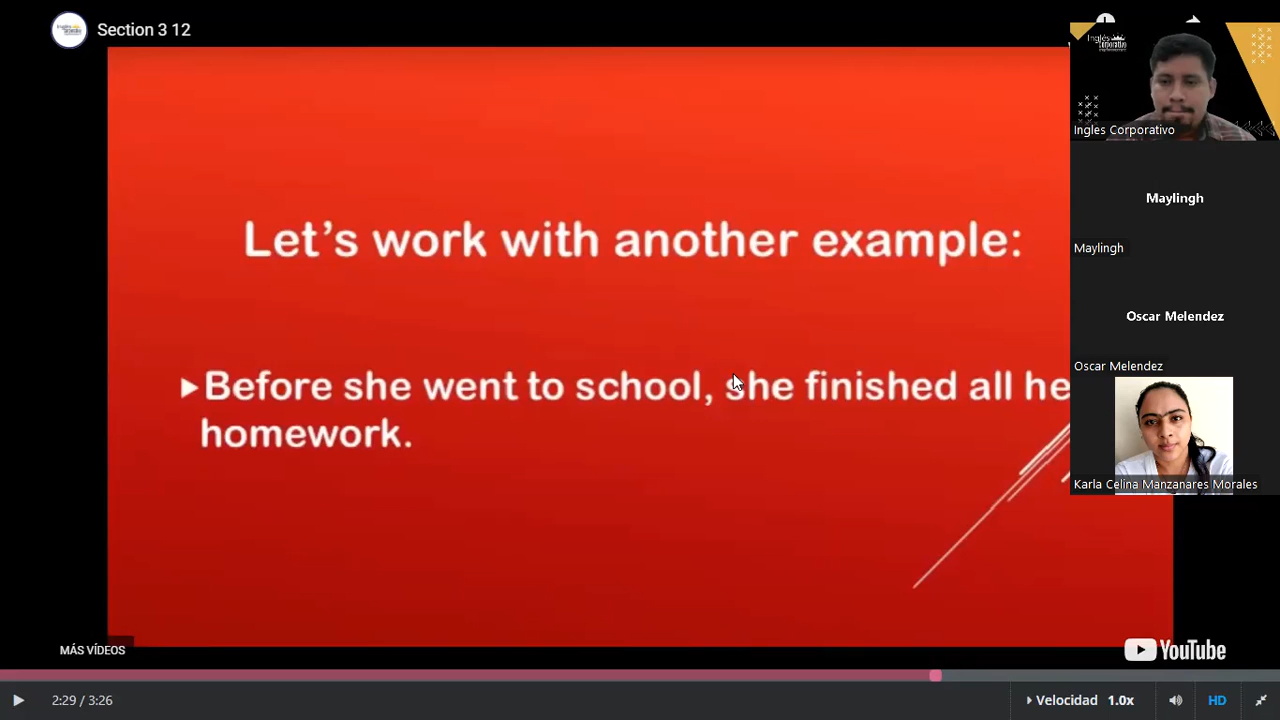 Section 3 12
Inglés
Corporativo
Ingles Corporativo
Maylingh
Maylingh
Oscar Melendez
Oscar Melendez
Karla Celina Manzanares Morales
Let's work with another example:
Before she went to school, she finished all he
homework.
MÁS VÍDEOS
YouTube
2:29 / 3:26
Velocidad 1.0x
HD